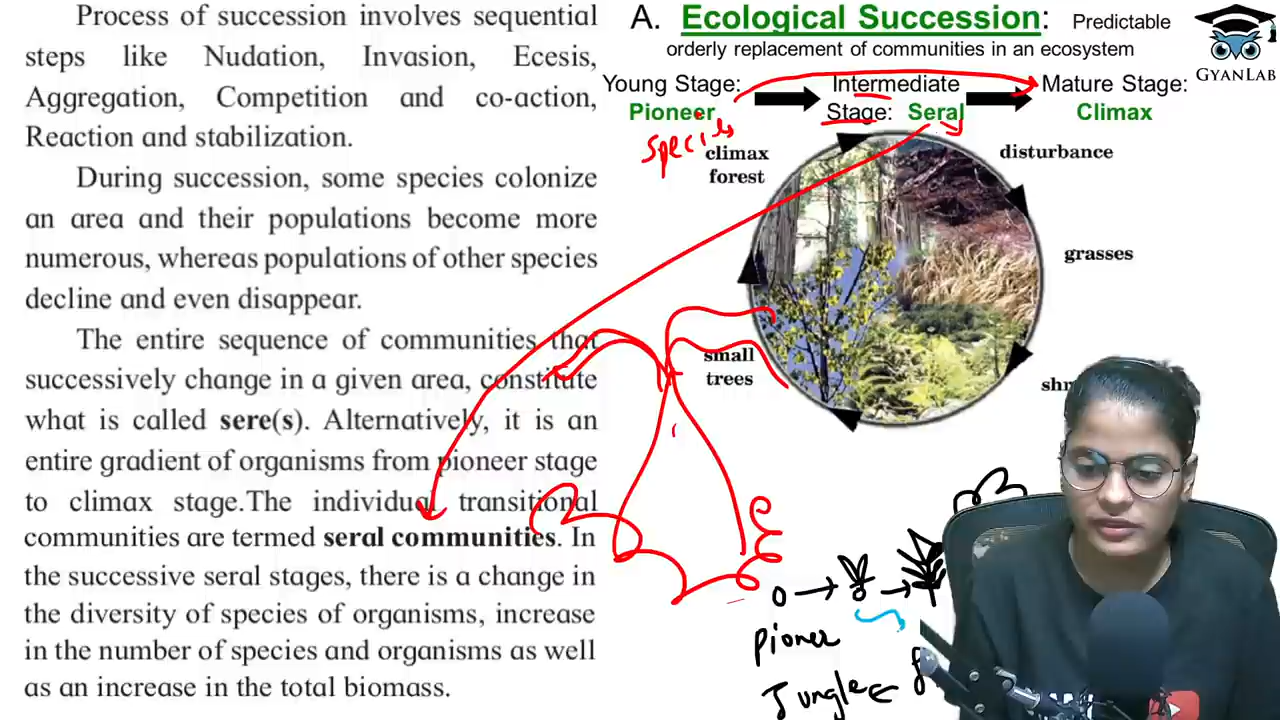 Process of succession involves sequential
steps like Nudation, Invasion, Ecesis,
Aggregation, Competition and co-action,
Reaction and stabilization.
During succession, some species colonize
an area and their populations become more
numerous, whereas populations of other species
decline and even disappear.
The entire sequence of communities that
successively change in a given area, constitute
what is called sere(s). Alternatively, it is an
entire gradient of organisms from pioneer stage
to climax stage.The individual transitional
communities are termed seral communities. In
the successive seral stages, there is a change in
the diversity of species of organisms, increase
in the number of species and organisms as well
as an increase in the total biomass.
A. Ecological Succession: Predictable
orderly replacement of communities in an ecosystem
GYANLAB
Young Stage:
Pioneer
Species
Intermediate
Stage: Seral
Mature Stage:
Climax
climax
forest
disturbance
grasses
small
trees
Pioneer
Jungle